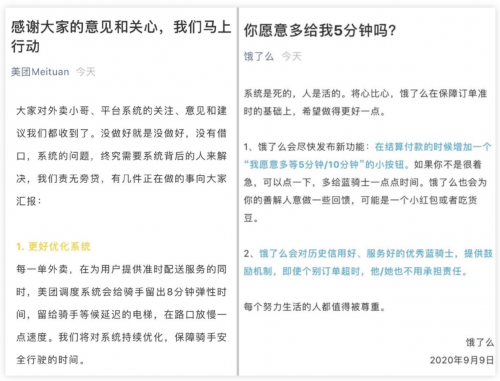 感谢大家的意见和关心，我们马上
行动
美团Meituan 今天
大家对外卖小哥、平台系统的关注、意见和建
议我们都收到了。没做好就是没做好，没有借
口，系统的问题，终究需要系统背后的人来解
决，我们责无旁贷，有几件正在做的事向大家
汇报：
1. 更好优化系统
每一单外卖，在为用户提供准时配送服务的同
时，美团调度系统会给骑手留出8分钟弹性时
间，留给骑手等候延迟的电梯，在路口放慢一
点速度。我们将对系统持续优化，保障骑手安
全行驶的时间。
你愿意多给我5分钟吗？
饿了么 今天
系统是死的，人是活的。将心比心，饿了么在保障订单准
时的基础上，希望做得更好一点。
1、饿了么会尽快发布新功能：在结算付款的时候增加一个
“我愿意多等5分钟/10分钟”的小按钮。如果你不是很着
急，可以点一下，多给蓝骑士一点点时间。饿了么也会为
你的善解人意做一些回馈，可能是一个小红包或者吃货
豆。
2、饿了么会对历史信用好、服务好的优秀蓝骑士，提供鼓
励机制，即使个别订单超时，他/她也不用承担责任。
每个努力生活的人都值得被尊重。
饿了么
2020年9月9日